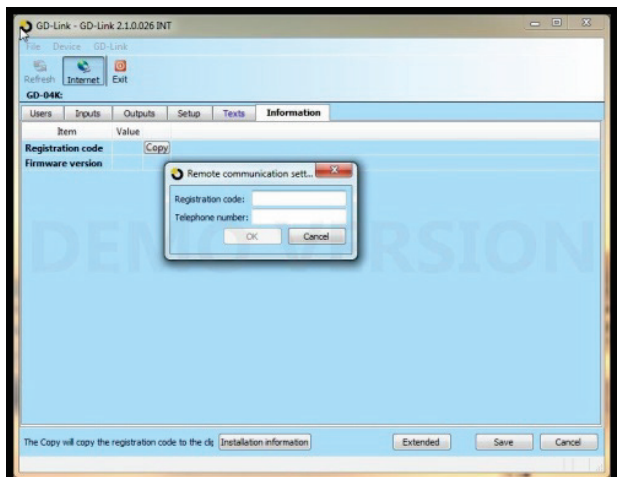 GD-Link - GD-Link 2.1.0.026 INT
File Device GD-Link
Refresh Internet Exit
GD-04K:
Users Inputs Outputs Setup Texts Information
Item Value
Registration code Copy
Firmware version
Remote communication sett...
Registration code:
Telephone number:
OK Cancel
DEMO VERSION
The Copy will copy the registration code to the Installation information Extended Save Cancel